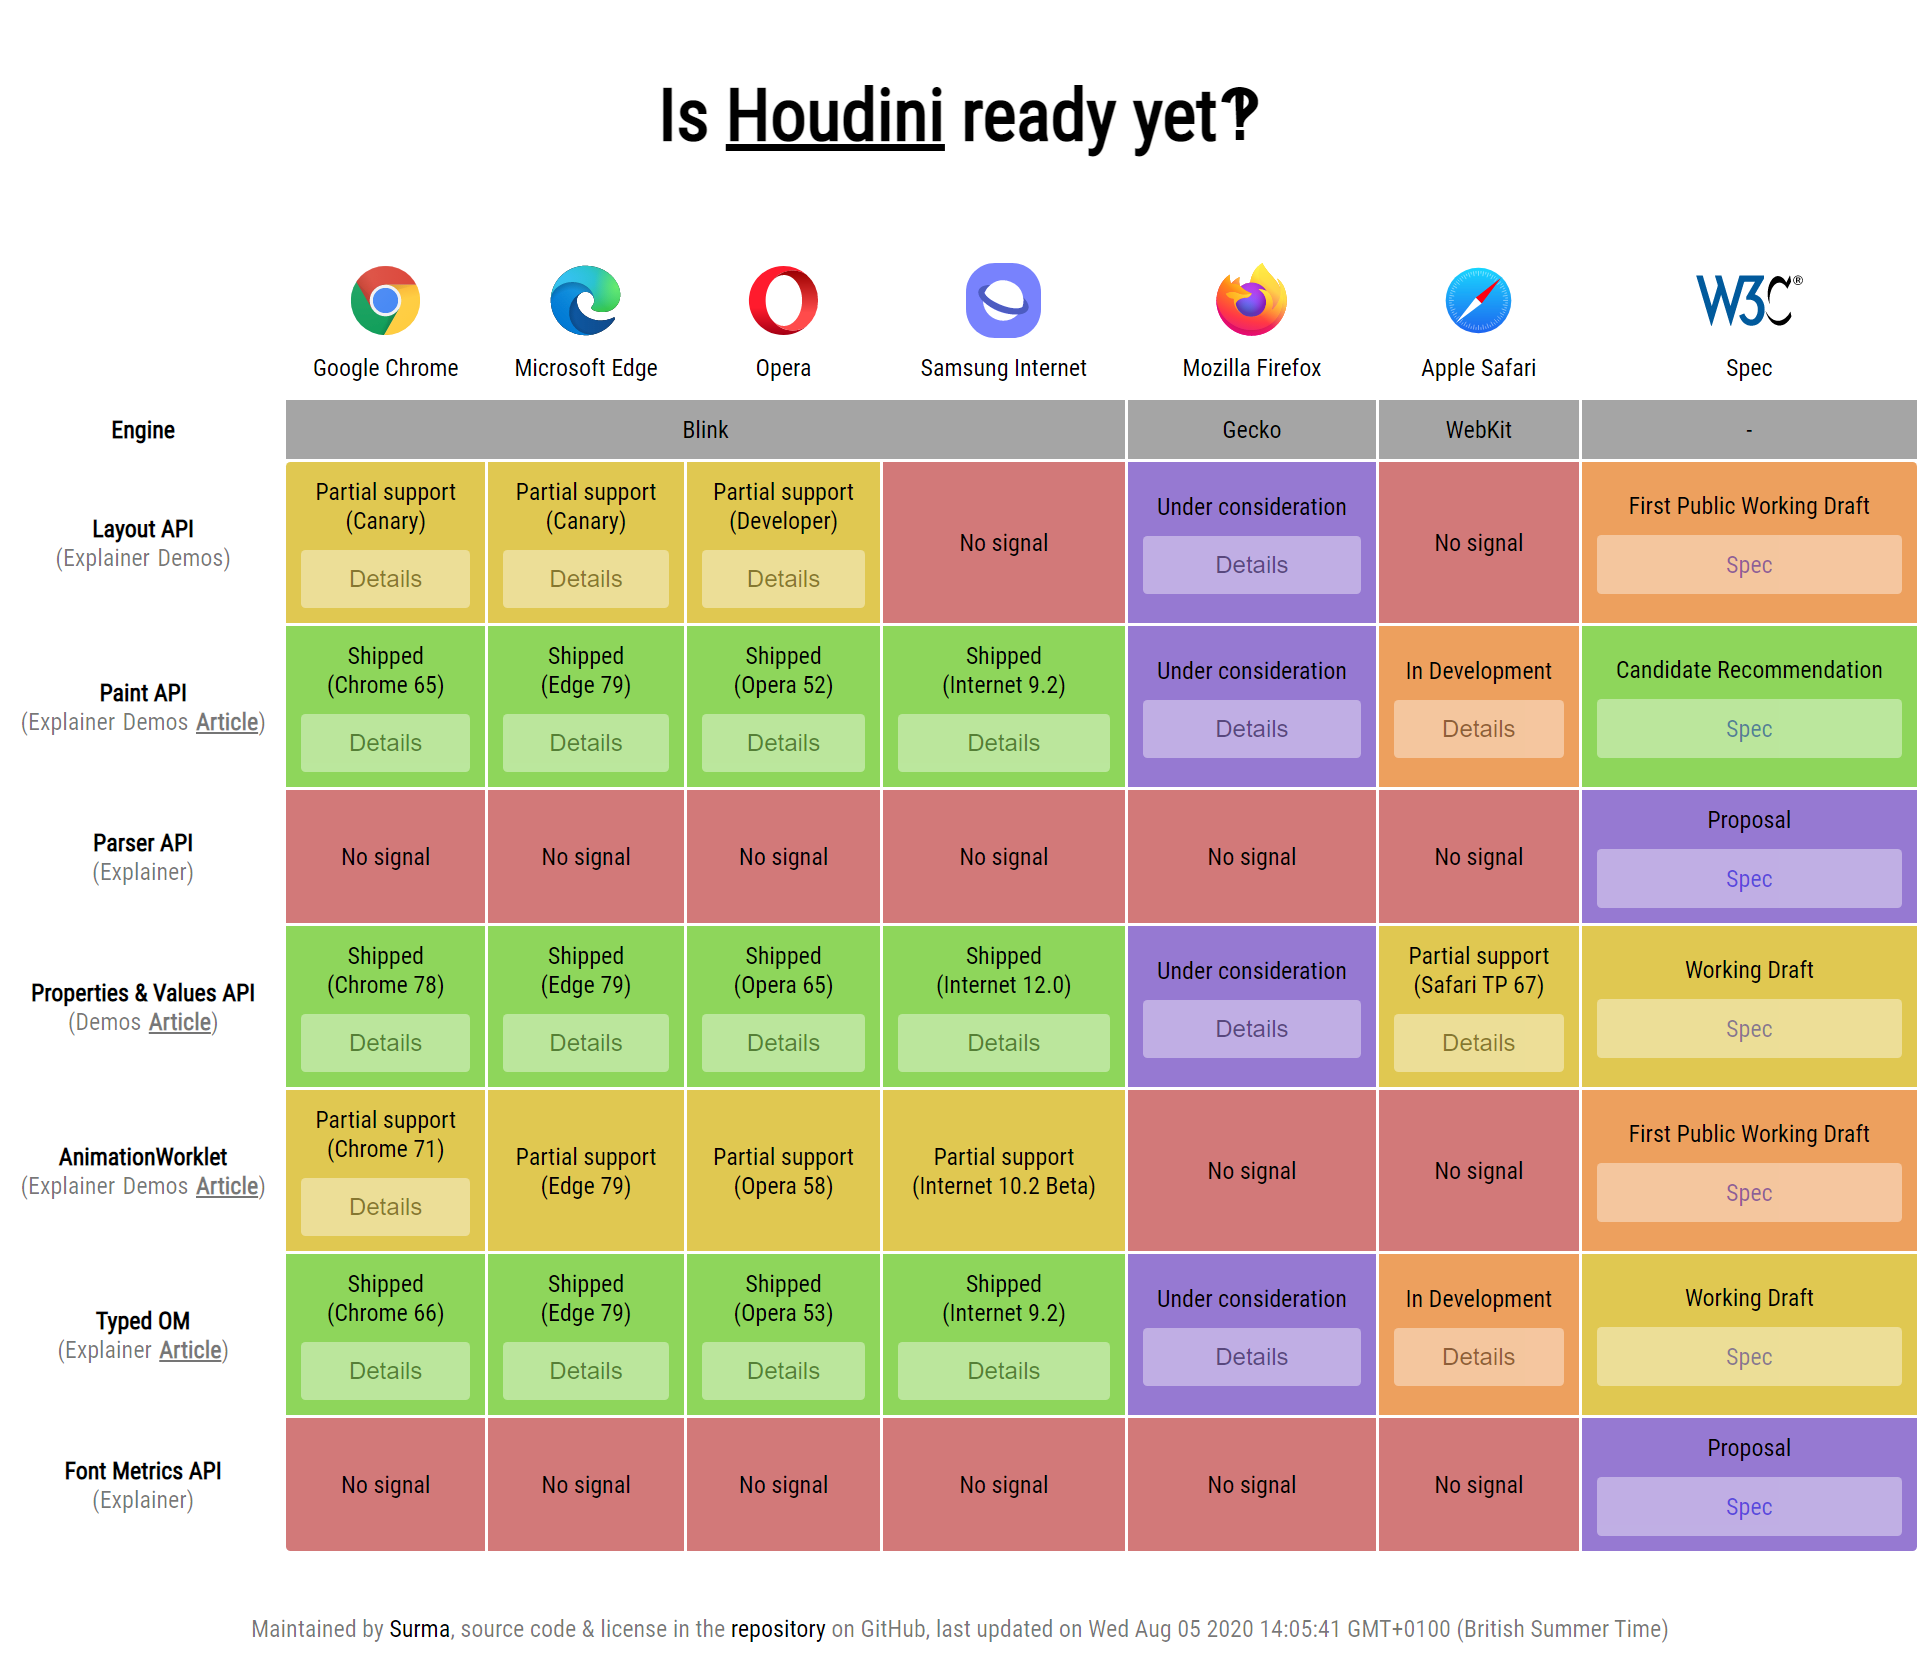 Is Houdini ready yet‽
W3C®
Google Chrome Microsoft Edge Opera Samsung Internet Mozilla Firefox Apple Safari Spec
Engine Blink Gecko WebKit -
Layout API
(Explainer Demos)
Partial support
(Canary)
Details
Partial support
(Canary)
Details
Partial support
(Developer)
Details
No signal
Under consideration
Details
No signal
First Public Working Draft
Spec
Paint API
(Explainer Demos Article)
Shipped
(Chrome 65)
Details
Shipped
(Edge 79)
Details
Shipped
(Opera 52)
Details
Shipped
(Internet 9.2)
Details
Under consideration
Details
In Development
Details
Candidate Recommendation
Spec
Parser API
(Explainer)
No signal
No signal
No signal
No signal
No signal
No signal
Proposal
Spec
Properties & Values API
(Demos Article)
Shipped
(Chrome 78)
Details
Shipped
(Edge 79)
Details
Shipped
(Opera 65)
Details
Shipped
(Internet 12.0)
Details
Under consideration
Details
Partial support
(Safari TP 67)
Details
Working Draft
Spec
AnimationWorklet
(Explainer Demos Article)
Partial support
(Chrome 71)
Details
Partial support
(Edge 79)
Partial support
(Opera 58)
Partial support
(Internet 10.2 Beta)
No signal
No signal
First Public Working Draft
Spec
Typed OM
(Explainer Article)
Shipped
(Chrome 66)
Details
Shipped
(Edge 79)
Details
Shipped
(Opera 53)
Details
Shipped
(Internet 9.2)
Details
Under consideration
Details
In Development
Details
Working Draft
Spec
Font Metrics API
(Explainer)
No signal
No signal
No signal
No signal
No signal
No signal
Proposal
Spec
Maintained by Surma, source code & license in the repository on GitHub, last updated on Wed Aug 05 2020 14:05:41 GMT+0100 (British Summer Time)